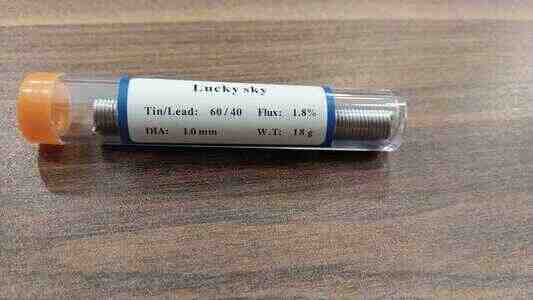 Lucky sky
Tin/Lead: 60/40 Flux: 1.8%
DIA: 1.0 mm W.T: 18 g